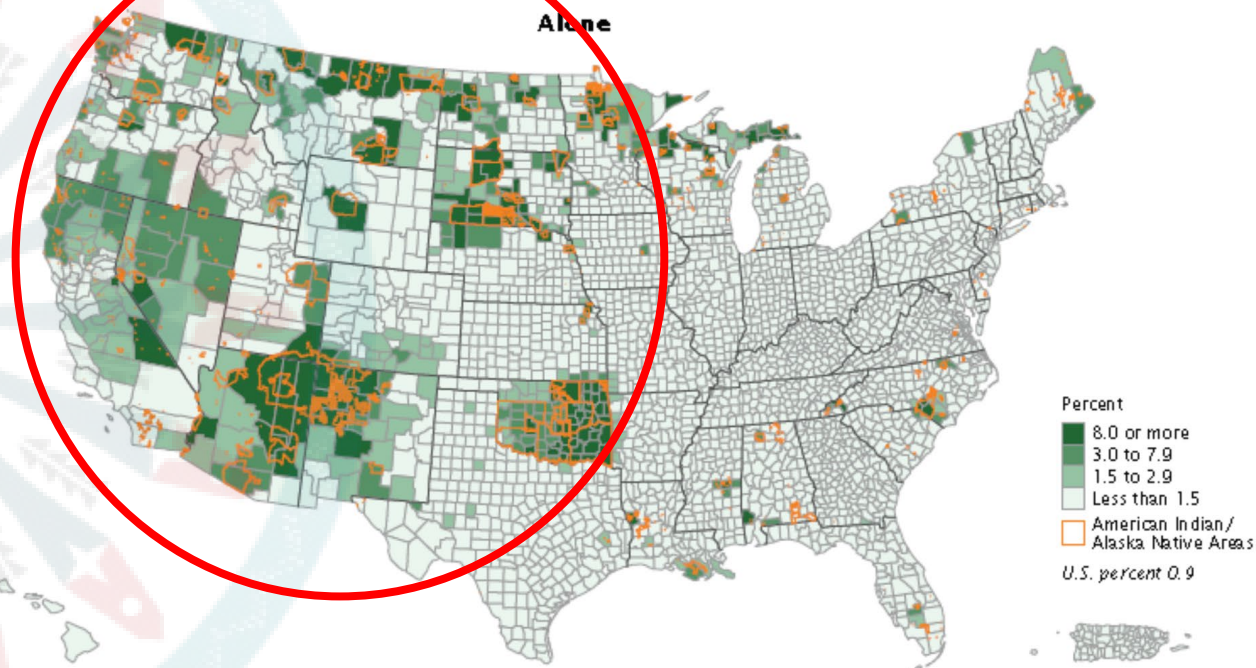 Alone
Percent
8.0 or more
3.0 to 7.9
1.5 to 2.9
Less than 1.5
American Indian/
Alaska Native Areas
U.S. percent 0.9